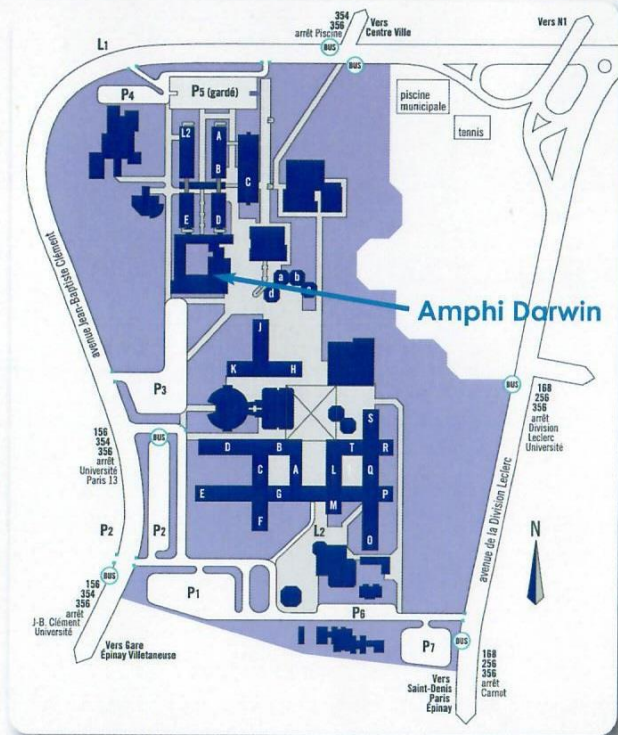 354
356
arrêt Piscine
BUS
Vers
Centre Ville
BUS
Vers N1
L1
P4
P5 (gardé)
piscine
municipale
tennis
L2
A
B
C
E
D
a
b
d
Amphi Darwin
avenue Jean-Baptiste Clément
J
K
H
P3
BUS
168
256
356
arrêt
Division
Leclerc
Université
156
354
356
arrêt
Université
Paris 13
BUS
S
D
B
T
R
C
A
L
Q
E
G
P
M
F
O
L2
P2
P2
avenue de la Division Leclerc
N
BUS
156
354
356
arrêt
J-B. Clément
Université
P1
P6
P7
BUS
Vers Gare
Épinay Villetaneuse
168
256
356
arrêt
Carnot
Vers
Saint-Denis
Paris
Épinay